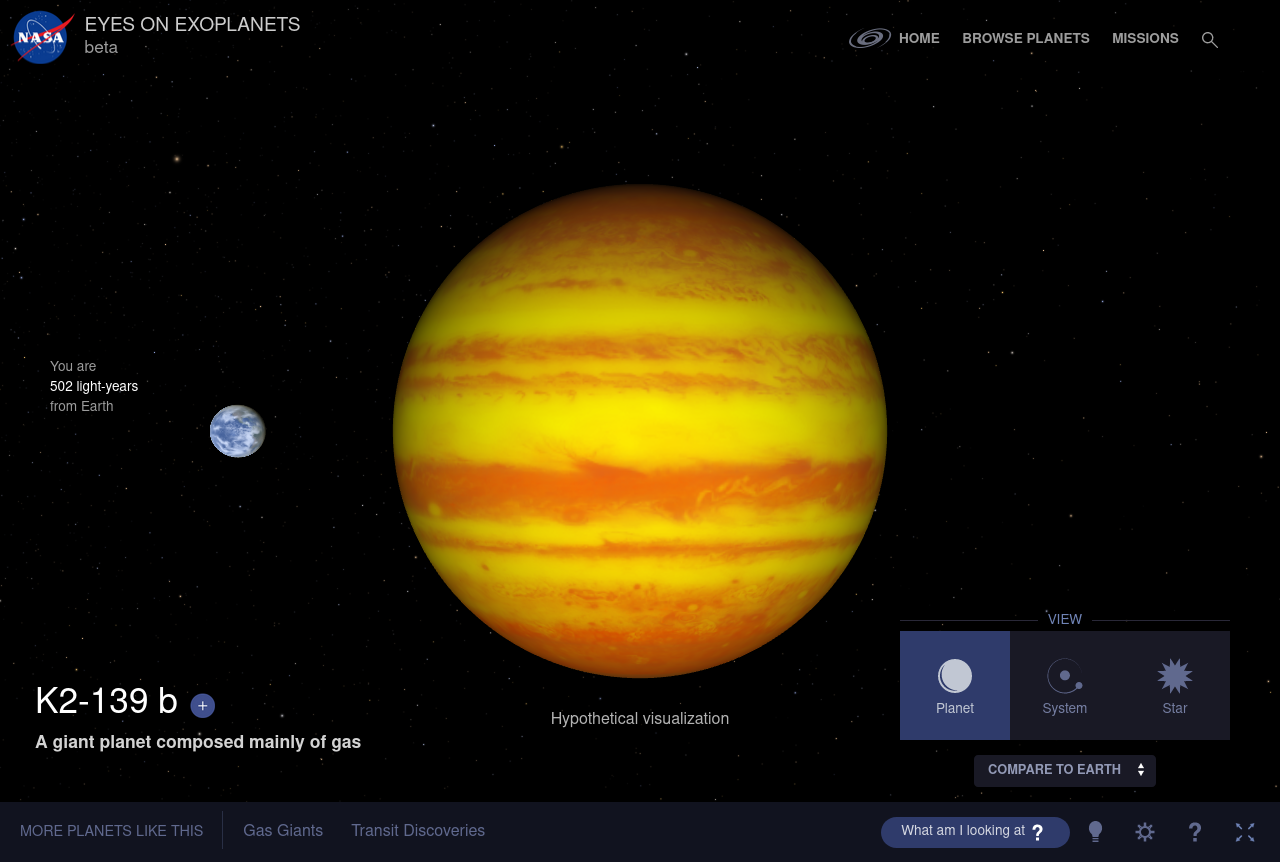 NASA
EYES ON EXOPLANETS
beta
HOME
BROWSE PLANETS
MISSIONS
You are
502 light-years
from Earth
K2-139 b +
A giant planet composed mainly of gas
Hypothetical visualization
VIEW
Planet
System
Star
COMPARE TO EARTH
MORE PLANETS LIKE THIS
Gas Giants
Transit Discoveries
What am I looking at ?
?